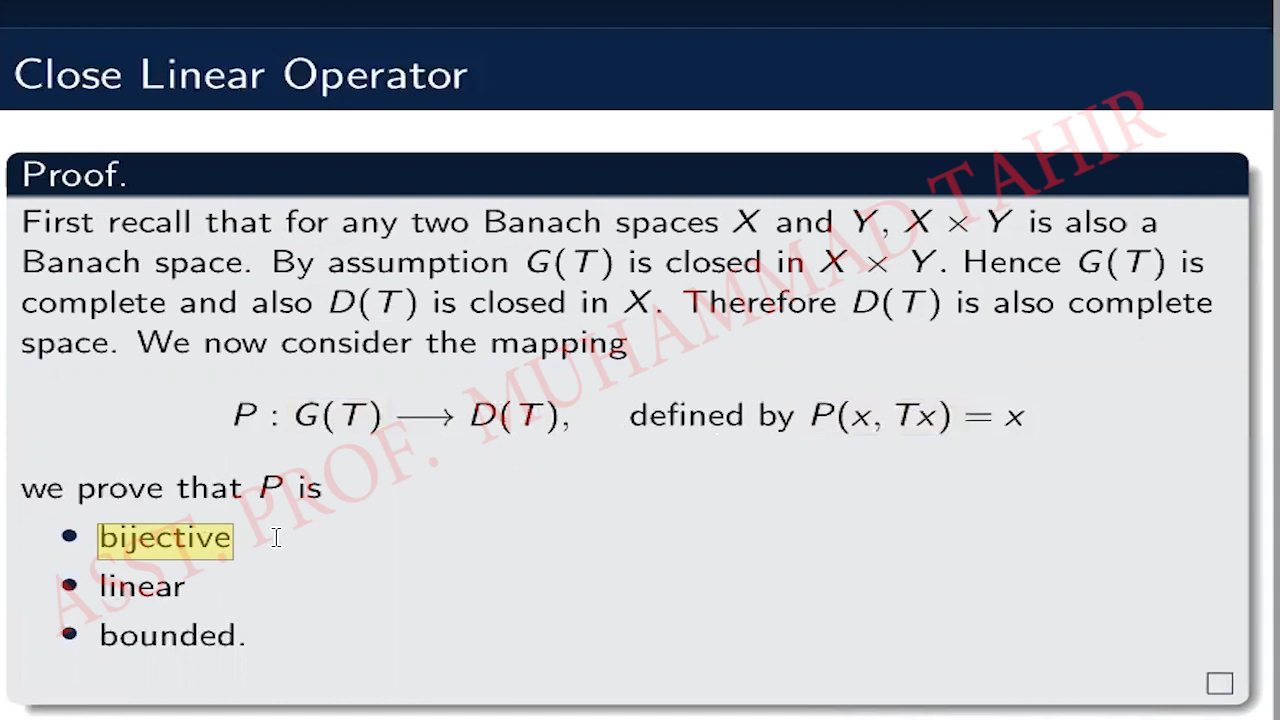 Close Linear Operator
Proof.
First recall that for any two Banach spaces X and Y, X × Y is also a
Banach space. By assumption G(T) is closed in X × Y. Hence G(T) is
complete and also D(T) is closed in X. Therefore D(T) is also complete
space. We now consider the mapping
P : G(T) ⟶ D(T), defined by P(x, Tx) = x
we prove that P is
• bijective
• linear
• bounded.
ASST. PROF. MUHAMMAD TAHIR